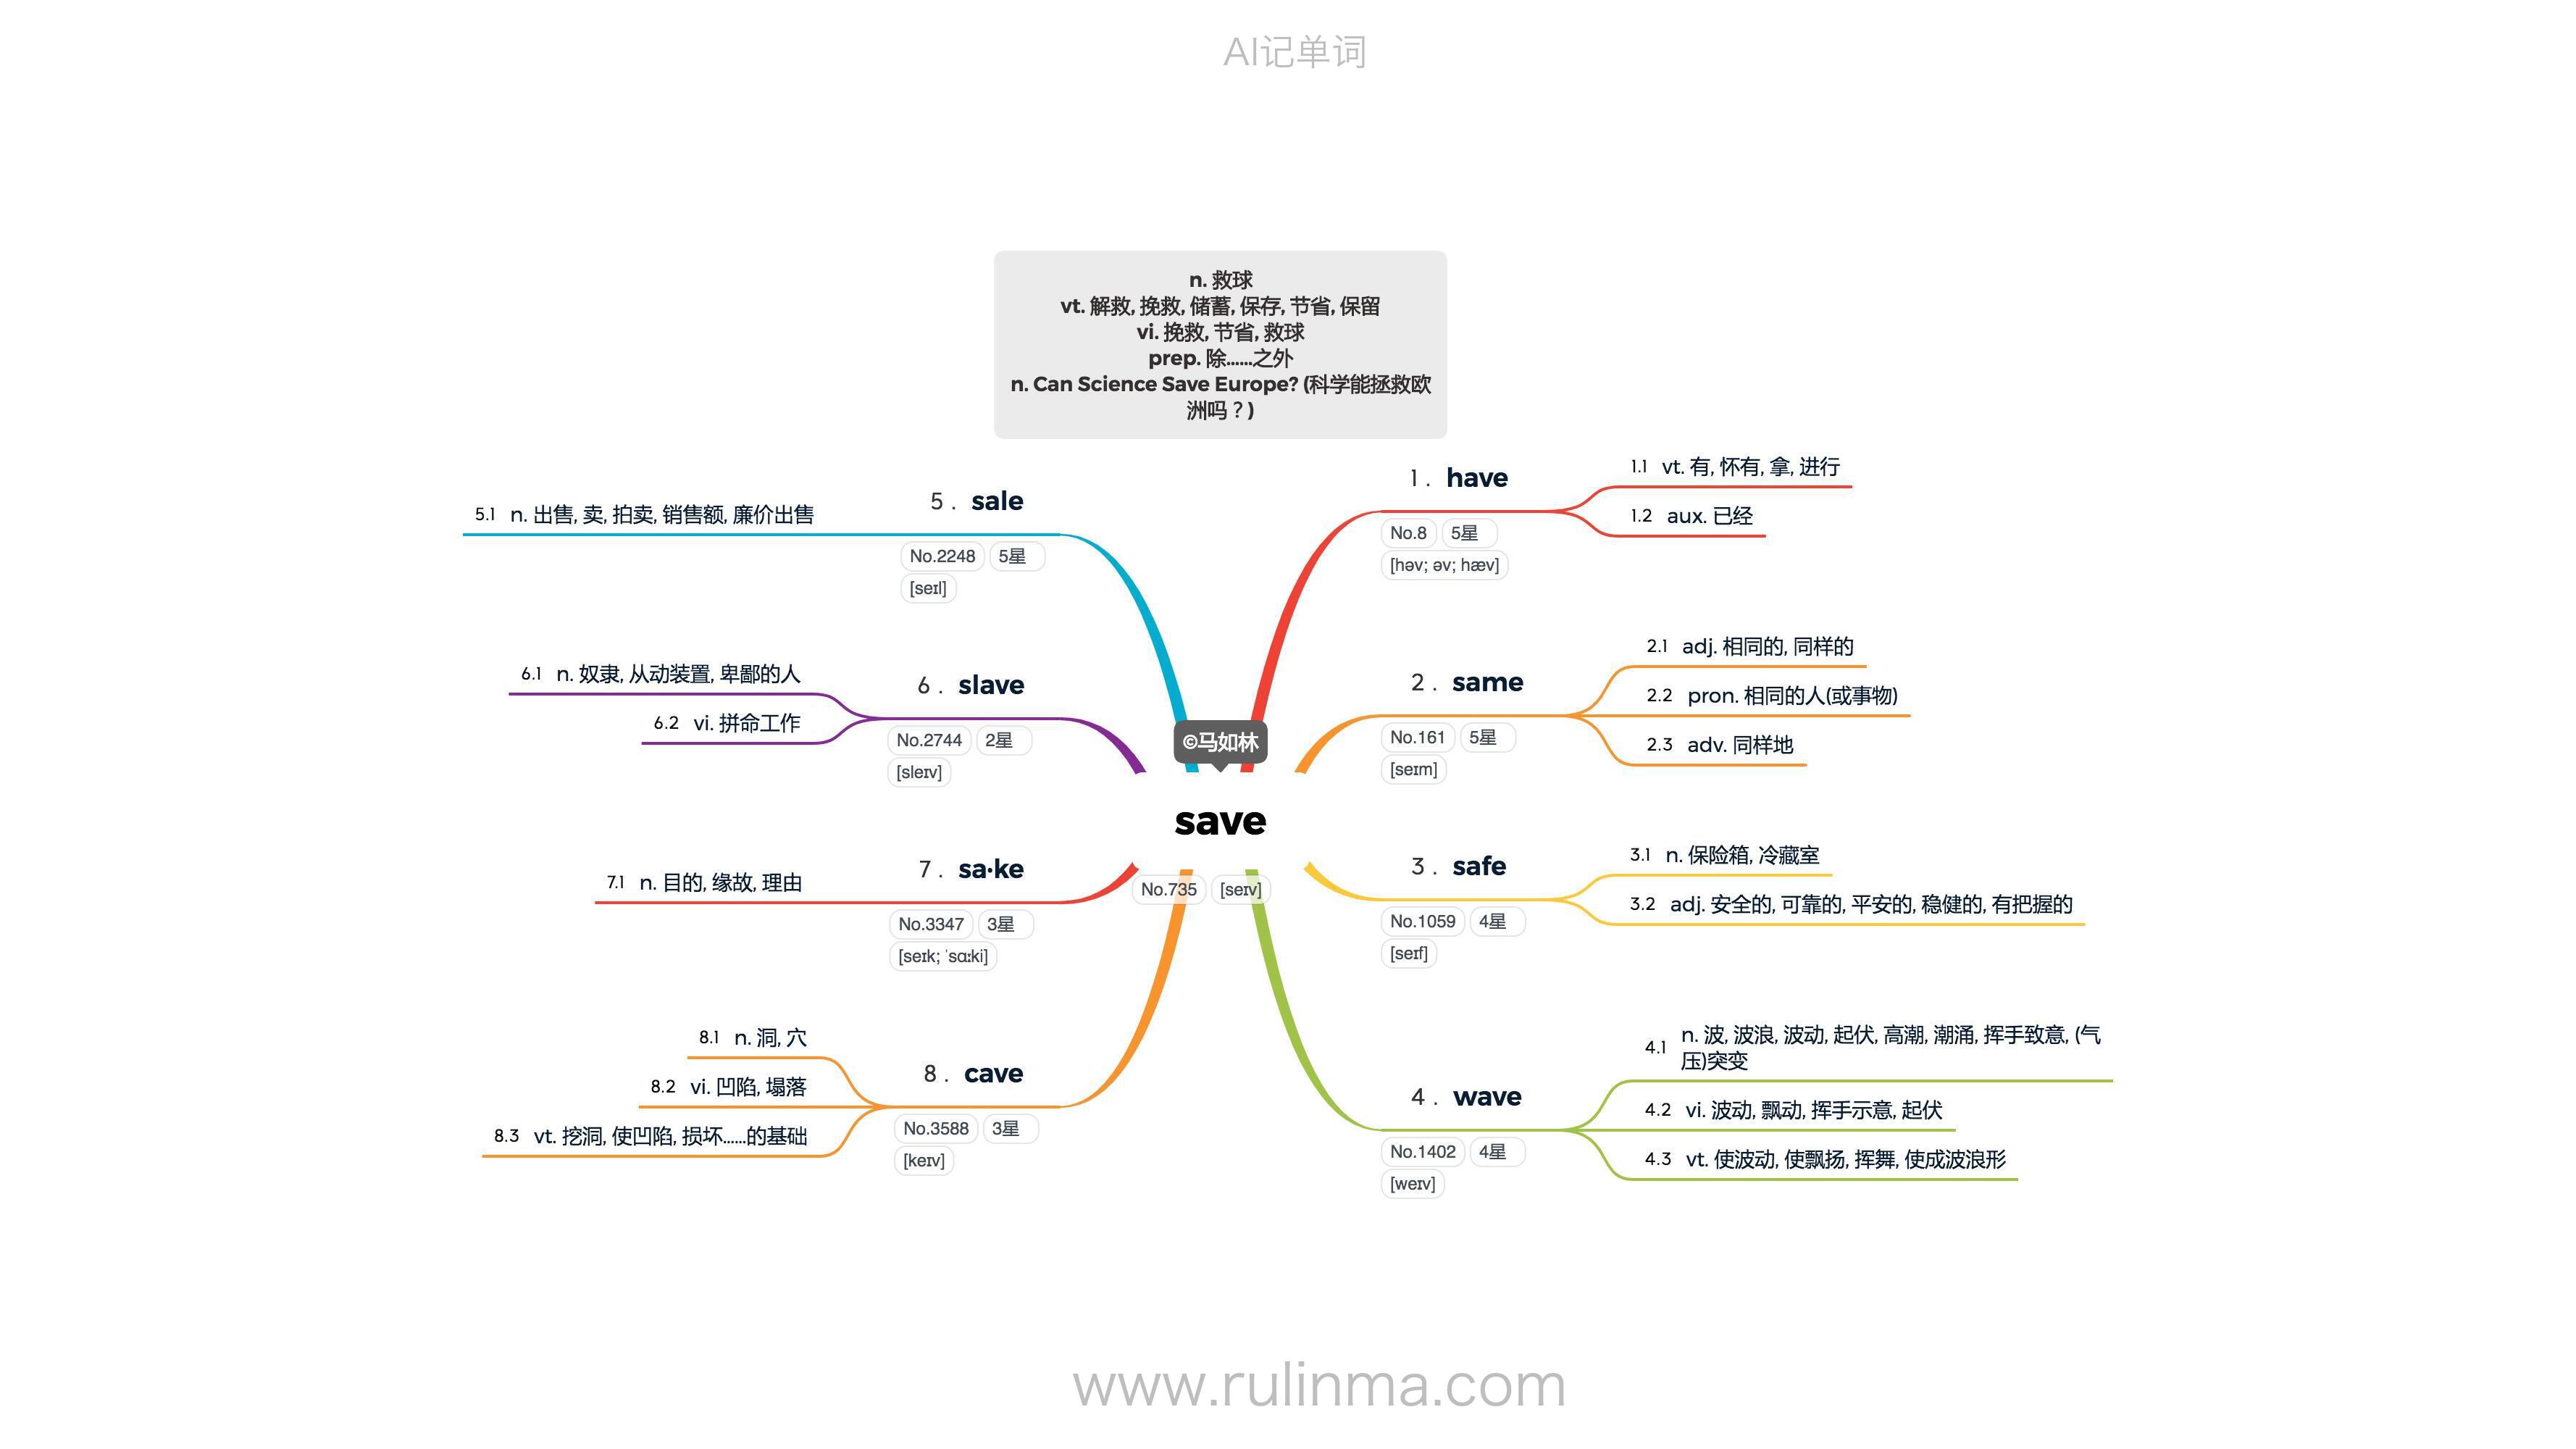 AI记单词
n. 救球
vt. 解救, 挽救, 储蓄, 保存, 节省, 保留
vi. 挽救, 节省, 救球
prep. 除……之外
n. Can Science Save Europe? (科学能拯救欧
洲吗？)
©马如林
save
No.735 [seɪv]
1 . have
No.8 5星
[həv; əv; hæv]
1.1 vt. 有, 怀有, 拿, 进行
1.2 aux. 已经
2 . same
No.161 5星
[seɪm]
2.1 adj. 相同的, 同样的
2.2 pron. 相同的人(或事物)
2.3 adv. 同样地
3 . safe
No.1059 4星
[seɪf]
3.1 n. 保险箱, 冷藏室
3.2 adj. 安全的, 可靠的, 平安的, 稳健的, 有把握的
4 . wave
No.1402 4星
[weɪv]
4.1 n. 波, 波浪, 波动, 起伏, 高潮, 潮涌, 挥手致意, (气
压)突变
4.2 vi. 波动, 飘动, 挥手示意, 起伏
4.3 vt. 使波动, 使飘扬, 挥舞, 使成波浪形
5 . sale
No.2248 5星
[seɪl]
5.1 n. 出售, 卖, 拍卖, 销售额, 廉价出售
6 . slave
No.2744 2星
[sleɪv]
6.1 n. 奴隶, 从动装置, 卑鄙的人
6.2 vi. 拼命工作
7 . sa·ke
No.3347 3星
[seɪk; ˈsɑːki]
7.1 n. 目的, 缘故, 理由
8 . cave
No.3588 3星
[keɪv]
8.1 n. 洞, 穴
8.2 vi. 凹陷, 塌落
8.3 vt. 挖洞, 使凹陷, 损坏……的基础
www.rulinma.com